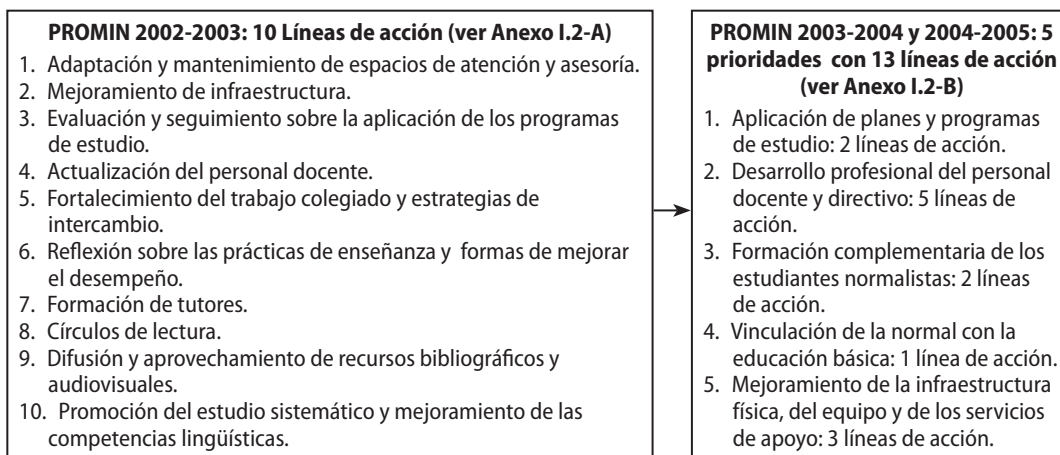 PROMIN 2002-2003: 10 Líneas de acción (ver Anexo I.2-A)
1. Adaptación y mantenimiento de espacios de atención y asesoría.
2. Mejoramiento de infraestructura.
3. Evaluación y seguimiento sobre la aplicación de los programas
de estudio.
4. Actualización del personal docente.
5. Fortalecimiento del trabajo colegiado y estrategias de
intercambio.
6. Reflexión sobre las prácticas de enseñanza y formas de mejorar
el desempeño.
7. Formación de tutores.
8. Círculos de lectura.
9. Difusión y aprovechamiento de recursos bibliográficos y
audiovisuales.
10. Promoción del estudio sistemático y mejoramiento de las
competencias lingüísticas.
PROMIN 2003-2004 y 2004-2005: 5
prioridades con 13 líneas de acción
(ver Anexo I.2-B)
1. Aplicación de planes y programas
de estudio: 2 líneas de acción.
2. Desarrollo profesional del personal
docente y directivo: 5 líneas de
acción.
3. Formación complementaria de los
estudiantes normalistas: 2 líneas
de acción.
4. Vinculación de la normal con la
educación básica: 1 línea de acción.
5. Mejoramiento de la infraestructura
física, del equipo y de los servicios
de apoyo: 3 líneas de acción.